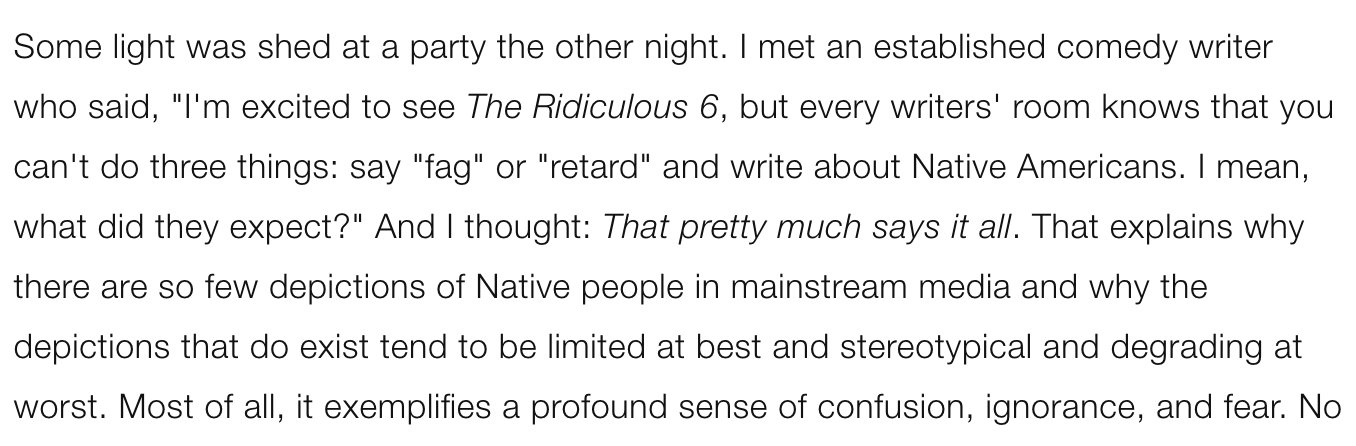 Some light was shed at a party the other night. I met an established comedy writer
who said, "I'm excited to see The Ridiculous 6, but every writers' room knows that you
can't do three things: say "fag" or "retard" and write about Native Americans. I mean,
what did they expect?" And I thought: That pretty much says it all. That explains why
there are so few depictions of Native people in mainstream media and why the
depictions that do exist tend to be limited at best and stereotypical and degrading at
worst. Most of all, it exemplifies a profound sense of confusion, ignorance, and fear. No